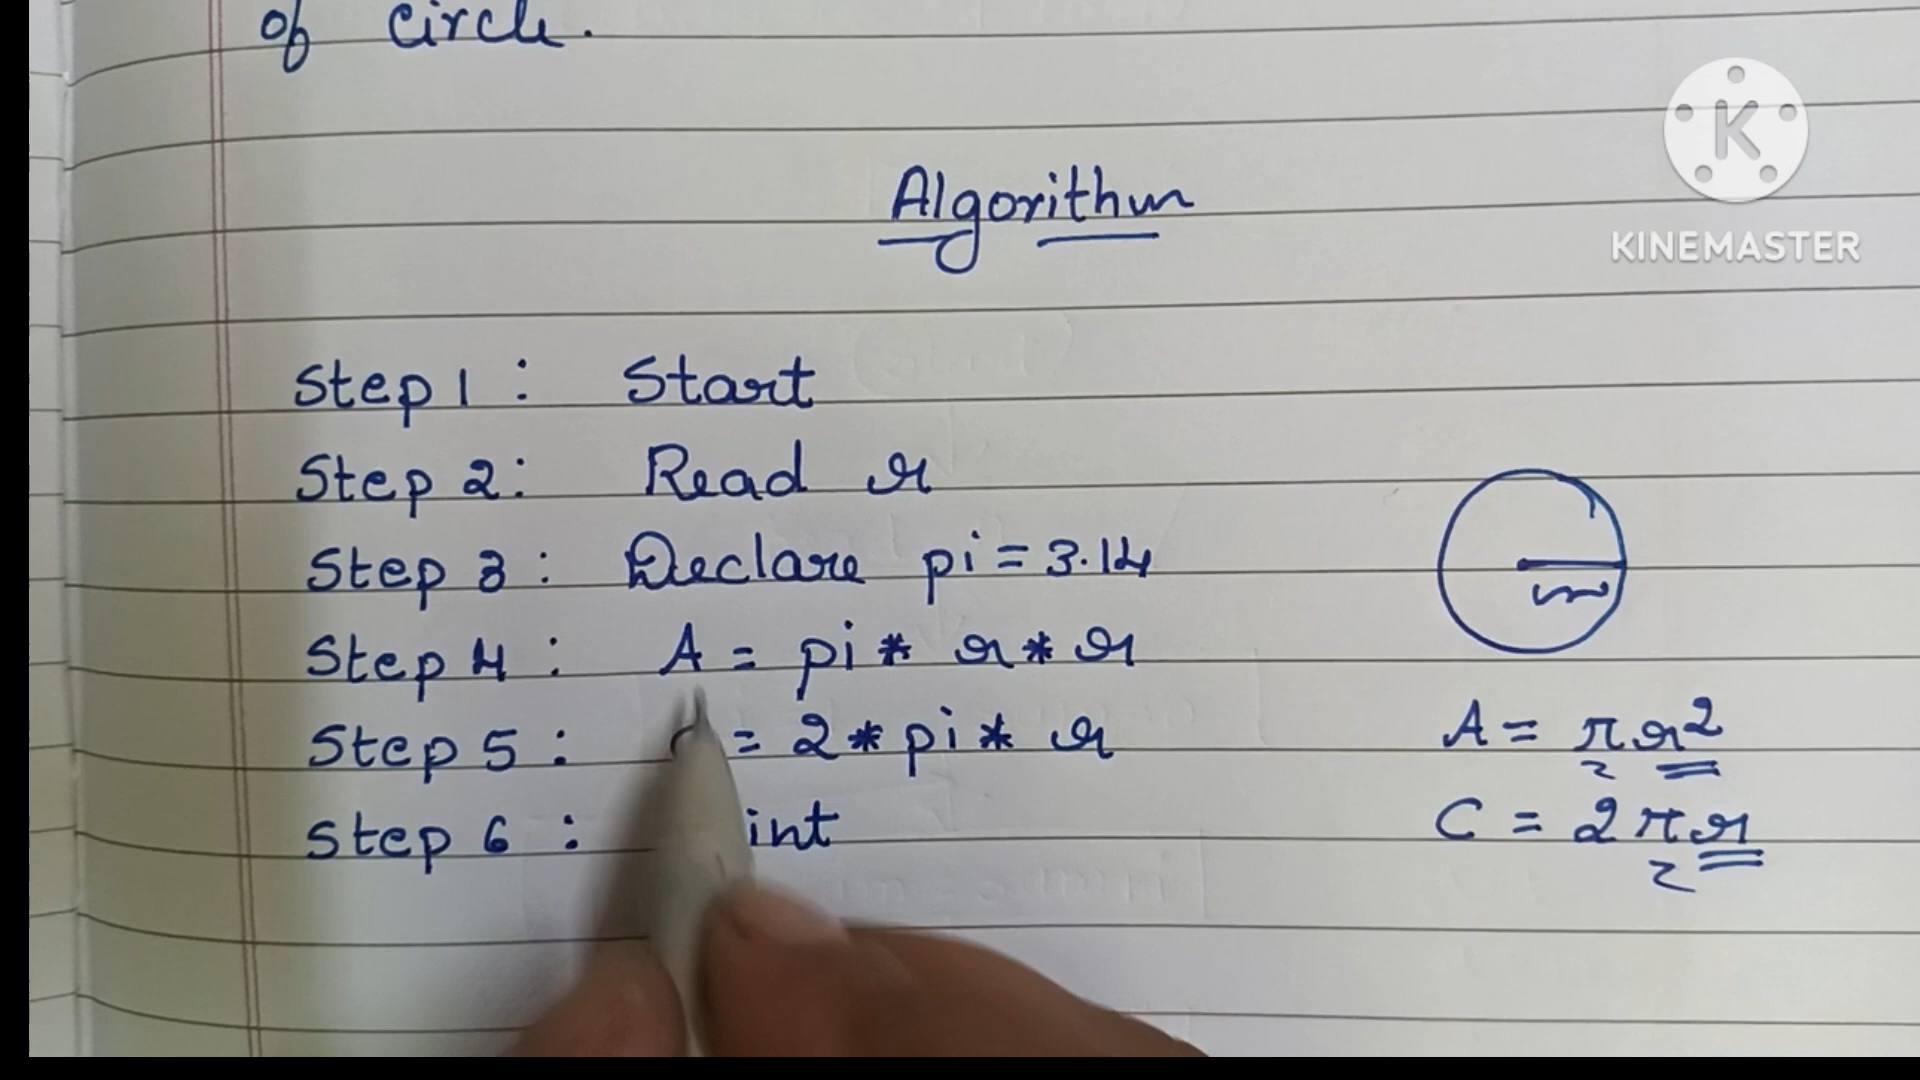 of circle.
Algorithm
Step 1 : Start
Step 2 : Read r
Step 3 : Declare pi = 3.14
Step 4 : A = pi * r * r
Step 5 : = 2 * pi * r
Step 6 : int
r
A = πr2
C = 2πr
K
KINEMASTER